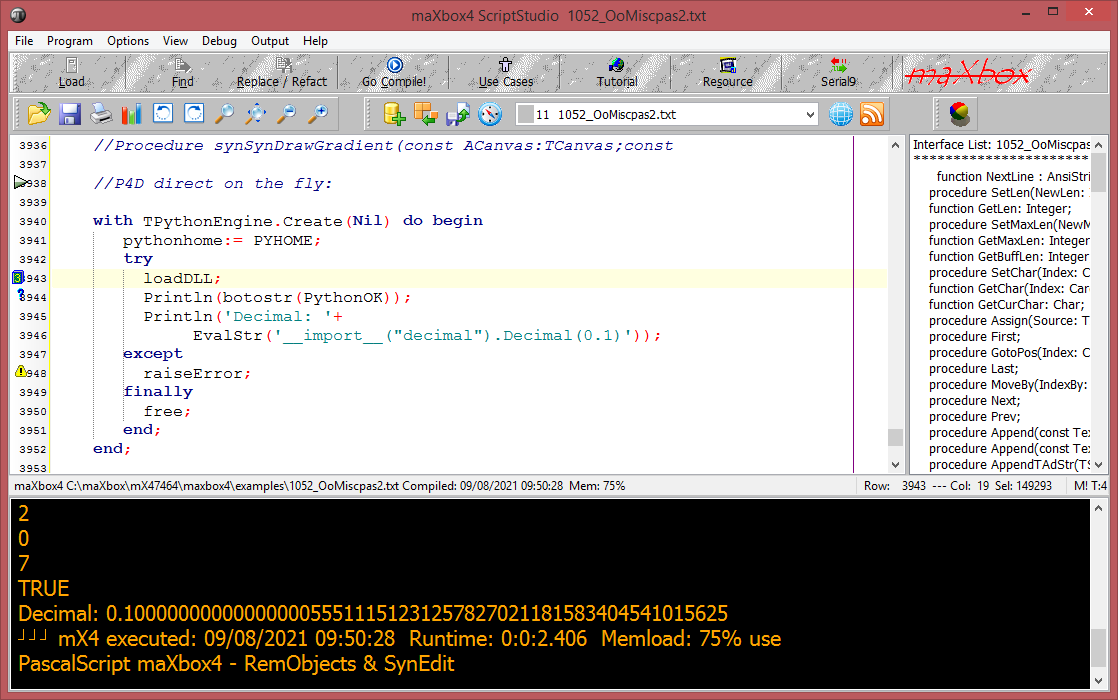 maXbox4 ScriptStudio 1052_OoMiscpas2.txt
File Program Options View Debug Output Help
Load Find Replace / Refact Go Compile! Use Cases Tutorial Resource Serial9 maXbox
11 1052_OoMiscpas2.txt
3936 //Procedure synSynDrawGradient(const ACanvas:TCanvas;const
3937
938 //P4D direct on the fly:
3939
3940 with TPythonEngine.Create(Nil) do begin
3941 pythonhome:= PYHOME;
3942 try
3 943 loadDLL;
3944 Println(botostr(PythonOK));
3945 Println('Decimal: '+
3946 EvalStr('__import__("decimal").Decimal(0.1)'));
3947 except
948 raiseError;
3949 finally
3950 free;
3951 end;
3952 end;
3953
Interface List: 1052_OoMiscpas
************************
function NextLine : AnsiStri
procedure SetLen(NewLen:
function GetLen: Integer;
procedure SetMaxLen(NewM
function GetMaxLen: Integer
function GetBuffLen: Integer
procedure SetChar(Index: C
function GetChar(Index: Car
function GetCurChar: Char;
procedure Assign(Source: T
procedure First;
procedure GotoPos(Index: C
procedure Last;
procedure MoveBy(IndexBy:
procedure Next;
procedure Prev;
procedure Append(const Tex
procedure Append(const Tex
procedure AppendTAdStr(TS
maXbox4 C:\maXbox\mX47464\maxbox4\examples\1052_OoMiscpas2.txt Compiled: 09/08/2021 09:50:28 Mem: 75%
Row: 3943 --- Col: 19 Sel: 149293 M! T:4
2
0
7
TRUE
Decimal: 0.1000000000000000055511151231257827021181583404541015625
┘┘┘ mX4 executed: 09/08/2021 09:50:28 Runtime: 0:0:2.406 Memload: 75% use
PascalScript maXbox4 - RemObjects & SynEdit